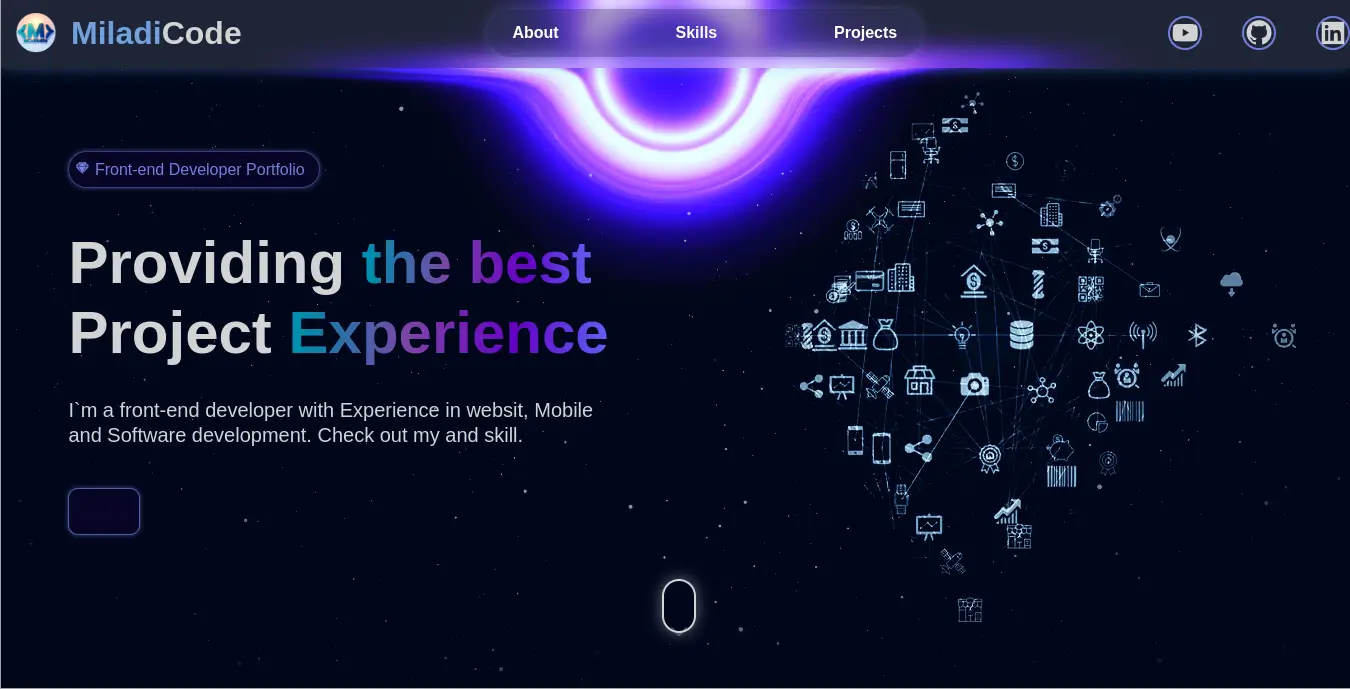 MiladiCode
About
Skills
Projects
Front-end Developer Portfolio
Providing the best
Project Experience
I`m a front-end developer with Experience in websit, Mobile
and Software development. Check out my and skill.